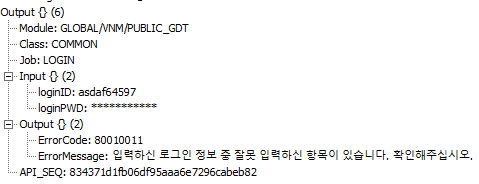 Output {} (6)
Module: GLOBAL/VNM/PUBLIC_GDT
Class: COMMON
Job: LOGIN
Input {} (2)
loginID: asdaf64597
loginPWD: ***********
Output {} (2)
ErrorCode: 80010011
ErrorMessage: 입력하신 로그인 정보 중 잘못 입력하신 항목이 있습니다. 확인해주십시오.
API_SEQ: 834371d1fb06df95aaa6e7296cabeb82